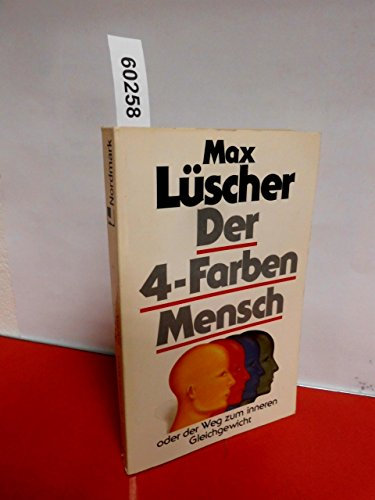 60258
Nordmark
Max
Lüscher
Der
4-Farben
Mensch
oder der Weg zum inneren
Gleichgewicht